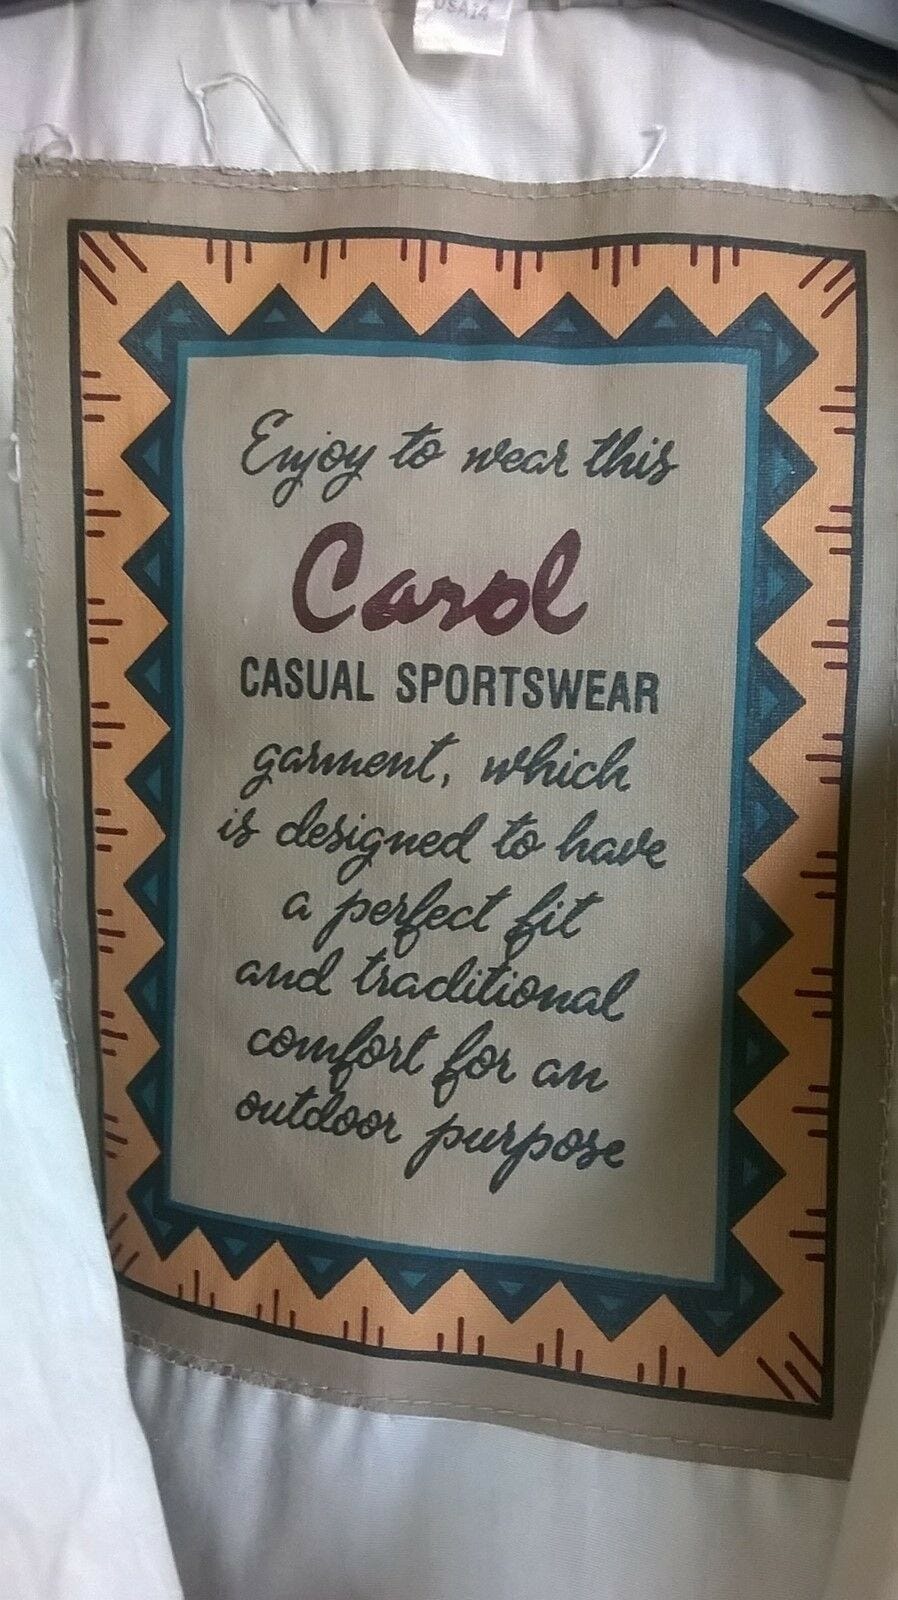 USA14
Enjoy to wear this
Carol
CASUAL SPORTSWEAR
garment, which
is designed to have
a perfect fit
and traditional
comfort for an
outdoor purpose